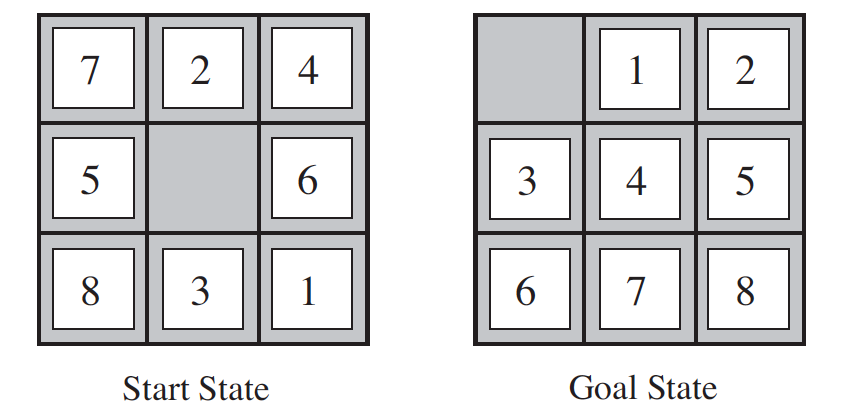 7 2 4
5 6
8 3 1
Start State
1 2
3 4 5
6 7 8
Goal State